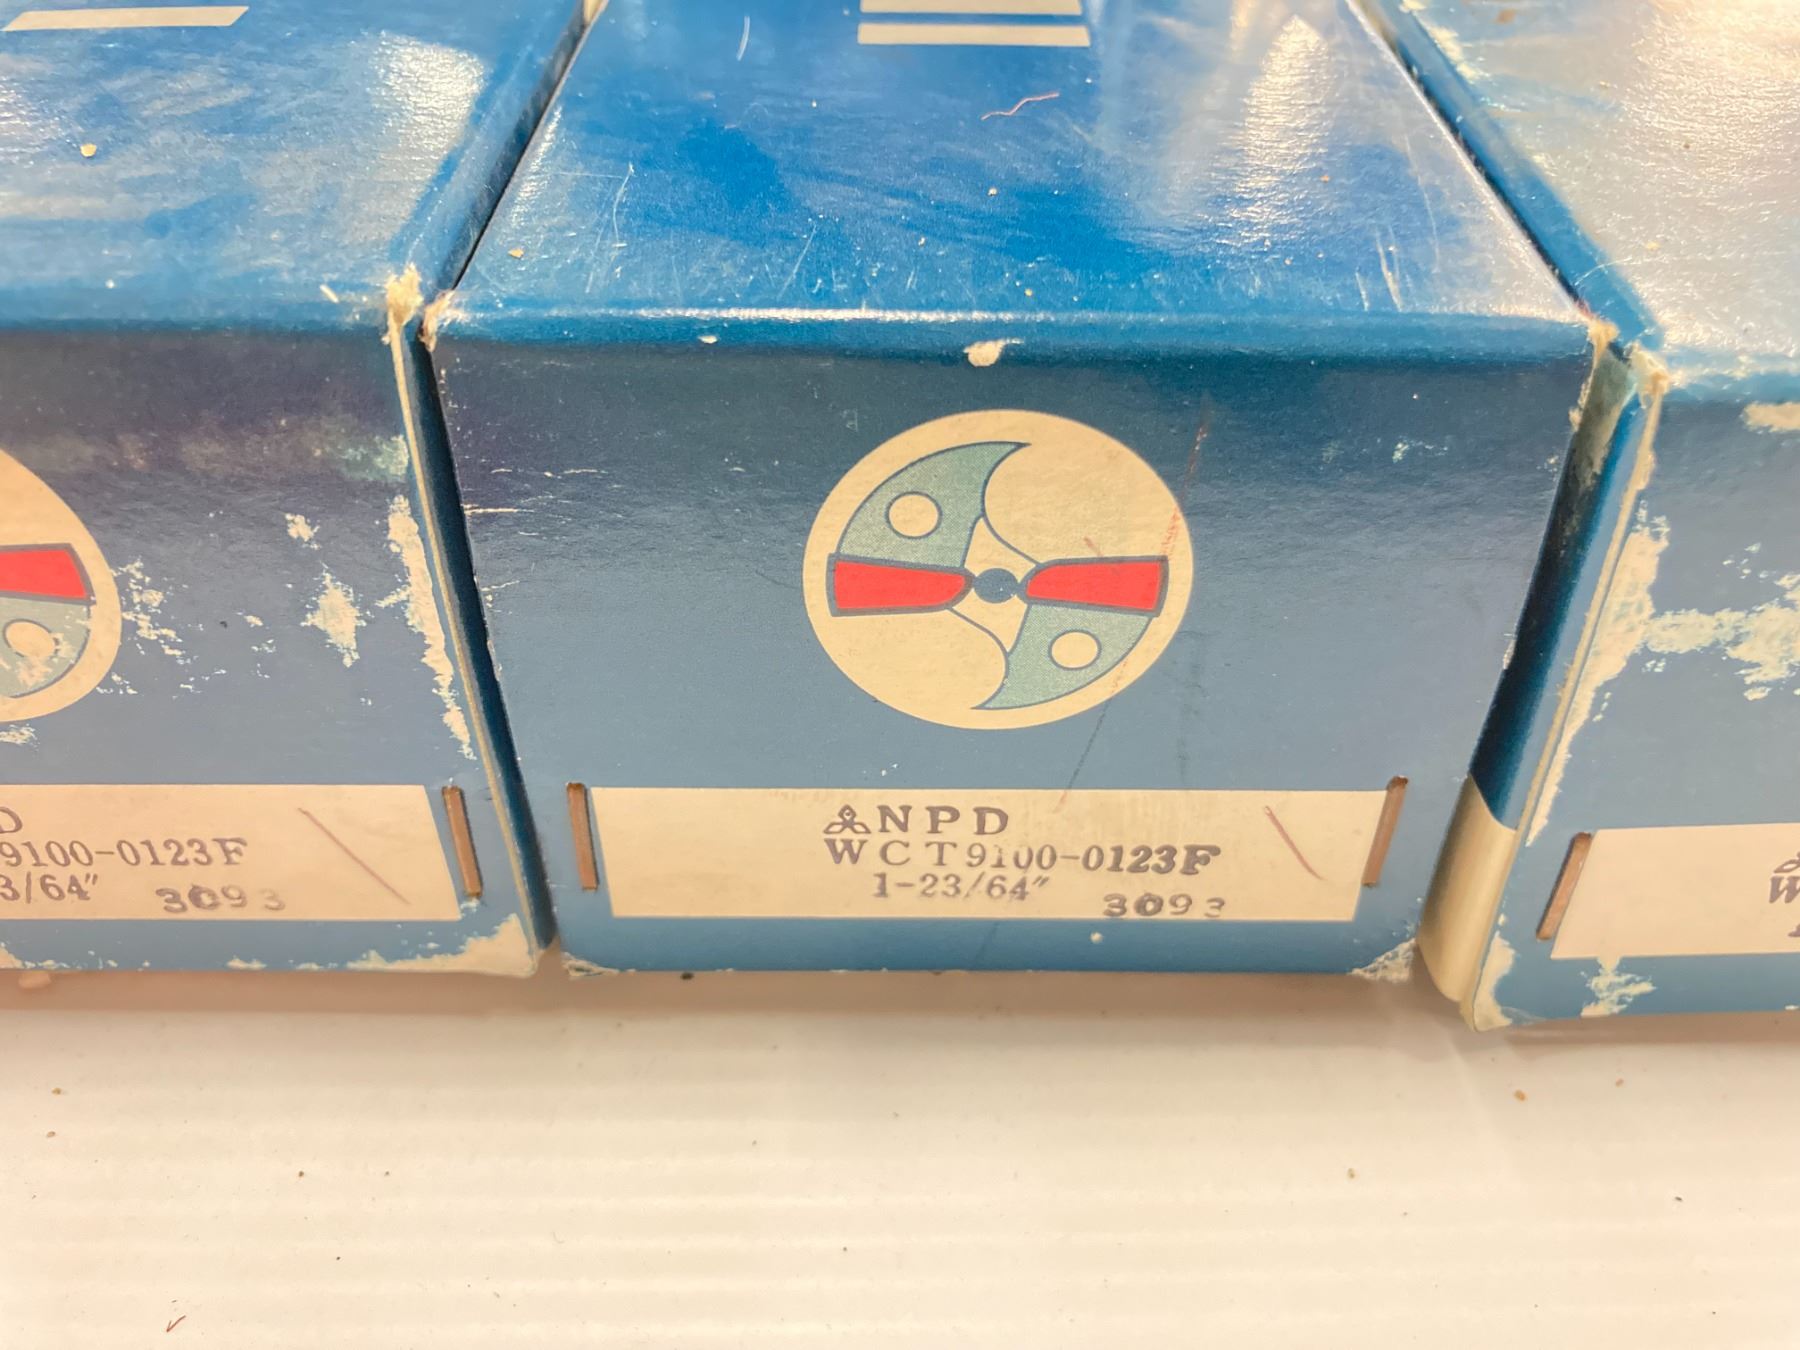 D
9100-0123F
3/64″ 3093
NPD
WCT9100-0123F
1-23/64″ 3093
W